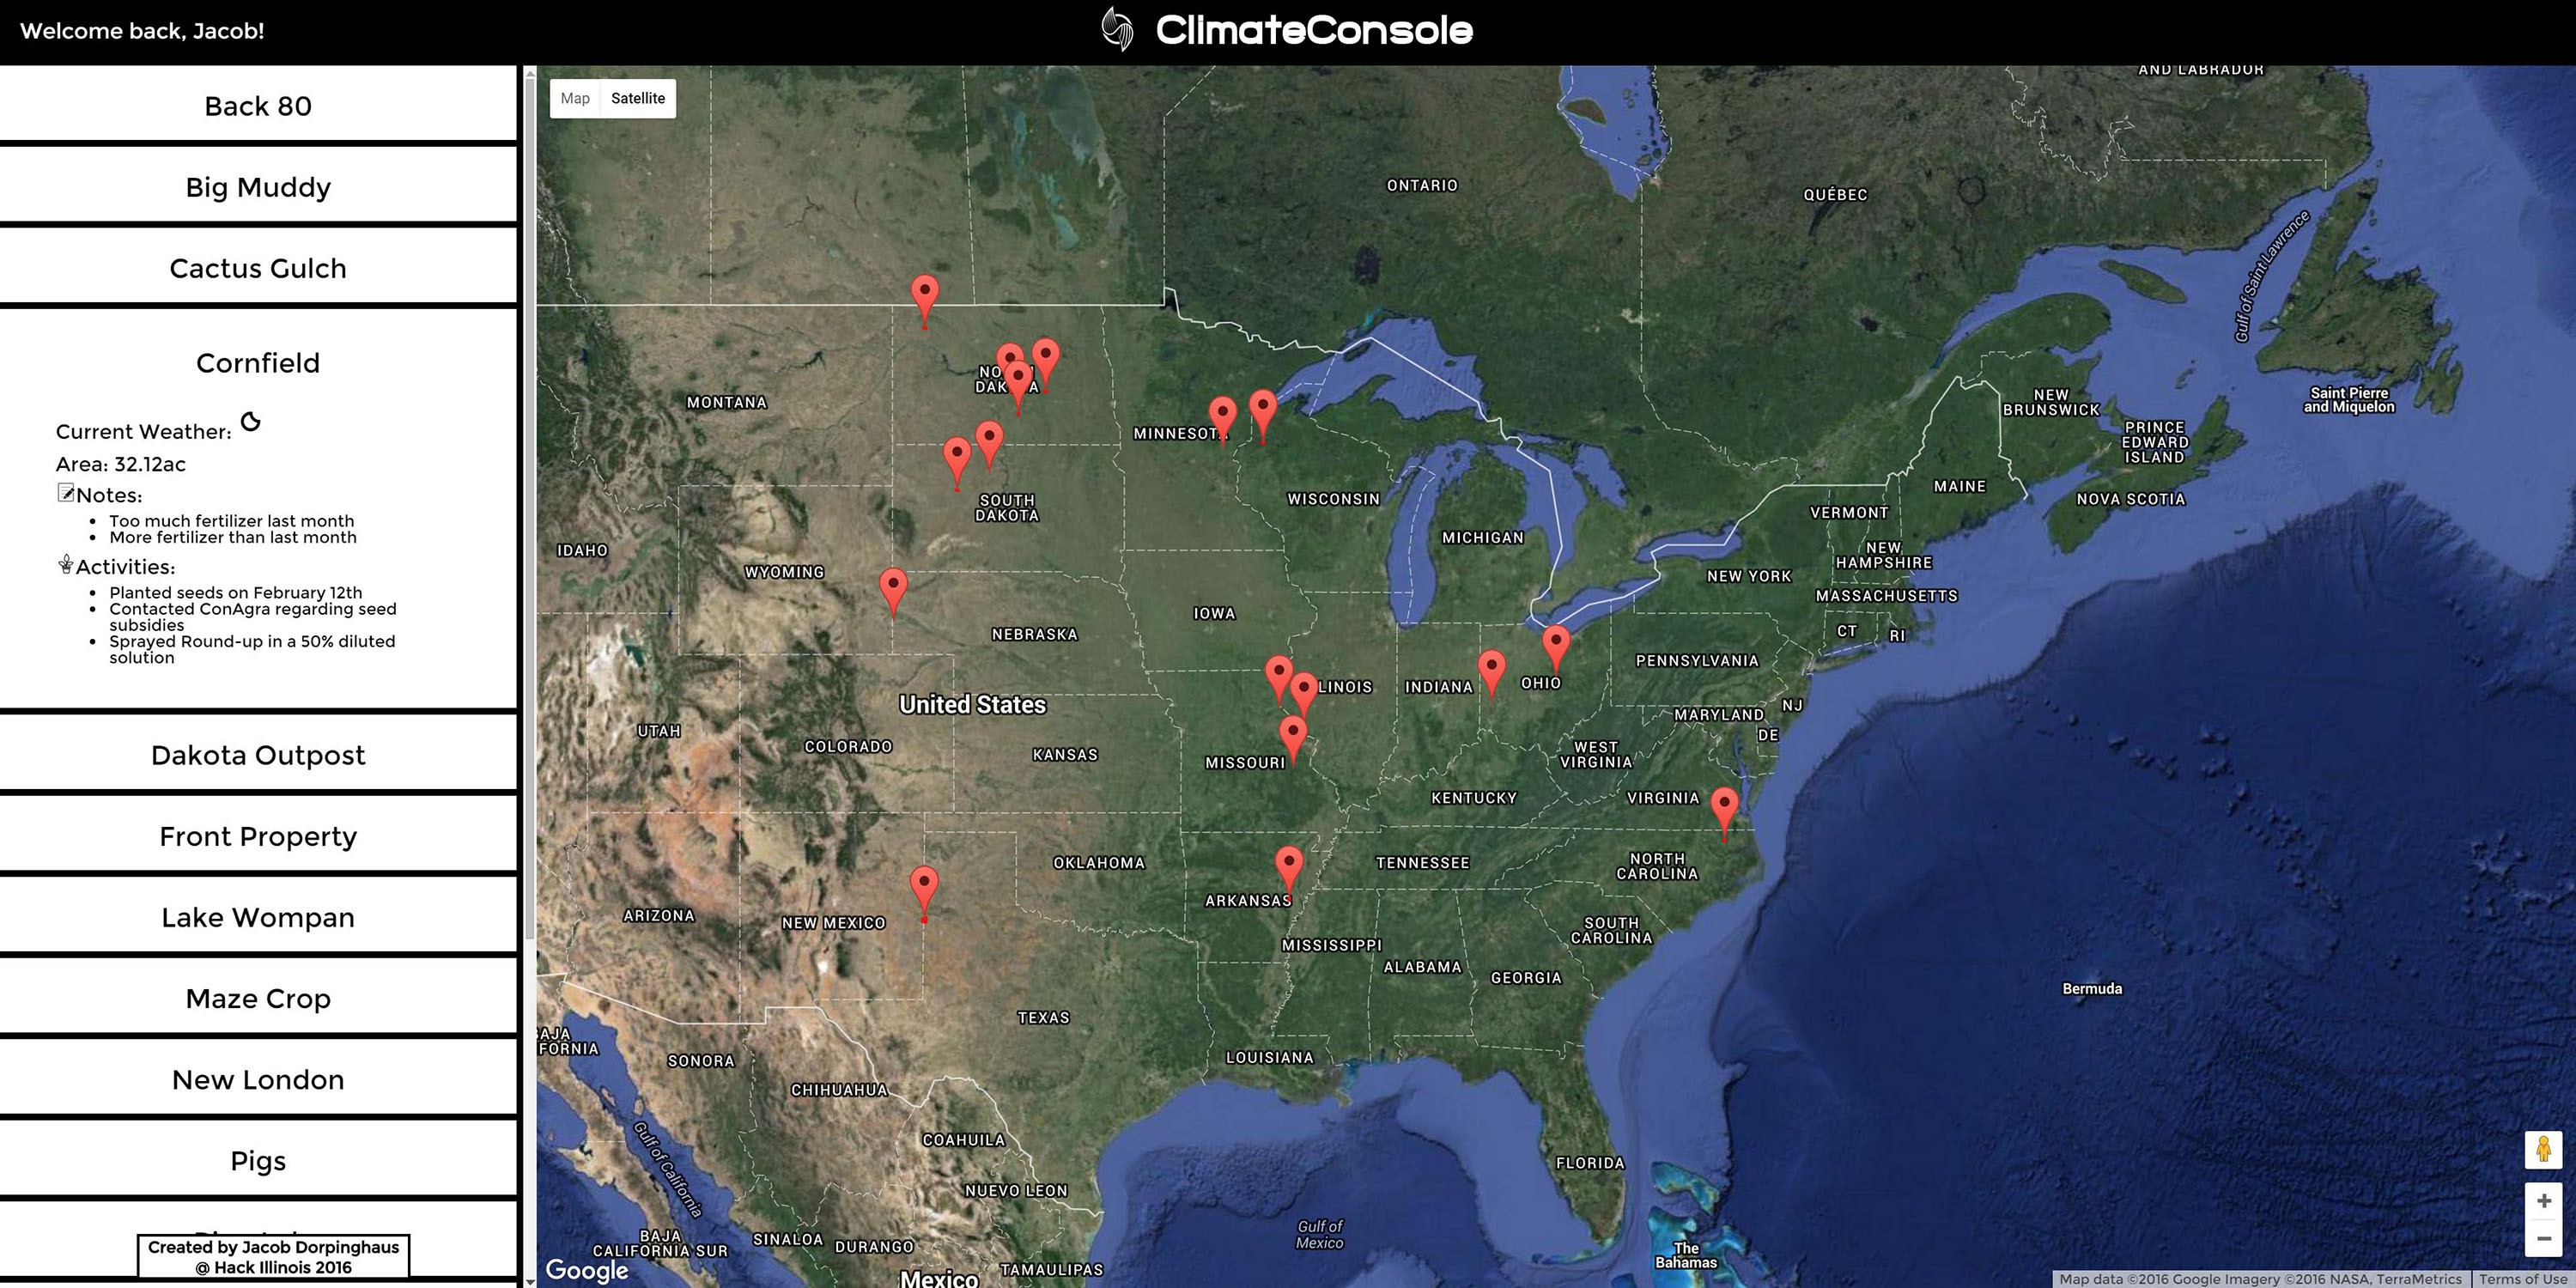 Welcome back, Jacob!
ClimateConsole
Back 80
Big Muddy
Cactus Gulch
Cornfield
Current Weather:
Area: 32.12ac
Notes:
Too much fertilizer last month
More fertilizer than last month
Activities:
Planted seeds on February 12th
Contacted ConAgra regarding seed
subsidies
Sprayed Round-up in a 50% diluted
solution
Dakota Outpost
Front Property
Lake Wompan
Maze Crop
New London
Pigs
Created by Jacob Dorpinghaus
@ Hack Illinois 2016
Map Satellite
AND LABRADOR
ONTARIO
QUÉBEC
Gulf of Saint Lawrence
MONTANA
DAKOTA
MINNESOTA
NEW
BRUNSWICK
Saint Pierre
and Miquelon
PRINCE
EDWARD
ISLAND
MAINE
NOVA SCOTIA
SOUTH
DAKOTA
WISCONSIN
VERMONT
MICHIGAN
IDAHO
NEW
HAMPSHIRE
WYOMING
NEW YORK
MASSACHUSETTS
IOWA
NEBRASKA
CT
RI
PENNSYLVANIA
LINOIS
INDIANA
OHIO
United States
NJ
MARYLAND
UTAH
DE
COLORADO
KANSAS
WEST
VIRGINIA
MISSOURI
KENTUCKY
VIRGINIA
OKLAHOMA
TENNESSEE
NORTH
CAROLINA
ARKANSAS
ARIZONA
NEW MEXICO
SOUTH
CAROLINA
MISSISSIPPI
ALABAMA
GEORGIA
Bermuda
TEXAS
AJA
FORNIA
SONORA
LOUISIANA
CHIHUAHUA
COAHUILA
Gulf of California
FLORIDA
NUEVO LEON
Gulf of
Mexico
BAJA
CALIFORNIA SUR
SINALOA
DURANGO
The
Bahamas
TAMAULIPAS
Mexico
Google
Map data ©2016 Google Imagery ©2016 NASA, TerraMetrics
Terms of Use